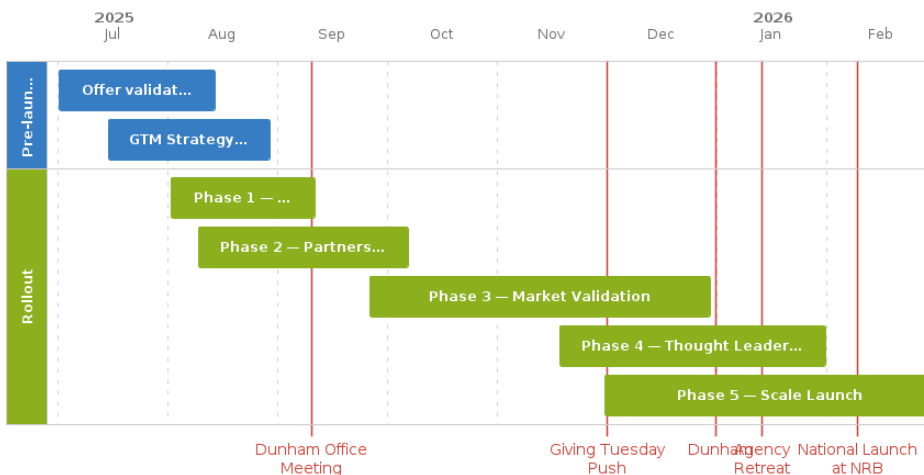 2025
2026
Jul
Aug
Sep
Oct
Nov
Dec
Jan
Feb
Pre-laun...
Offer validat...
GTM Strategy...
Rollout
Phase 1 — ...
Phase 2 — Partners...
Phase 3 — Market Validation
Phase 4 — Thought Leader...
Phase 5 — Scale Launch
Dunham Office
Meeting
Giving Tuesday
Push
Dunham
Agency
Retreat
National Launch
at NRB